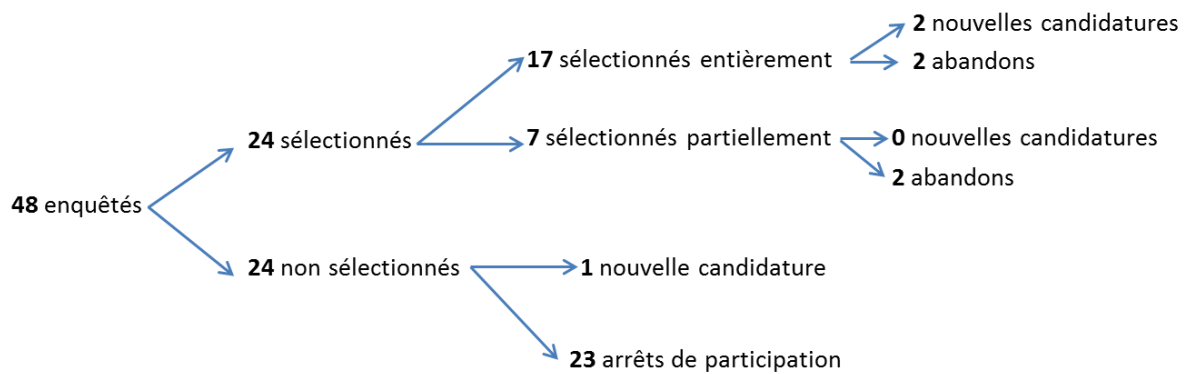 2 nouvelles candidatures
17 sélectionnés entièrement
2 abandons
24 sélectionnés
7 sélectionnés partiellement
0 nouvelles candidatures
2 abandons
48 enquêtés
24 non sélectionnés
1 nouvelle candidature
23 arrêts de participation